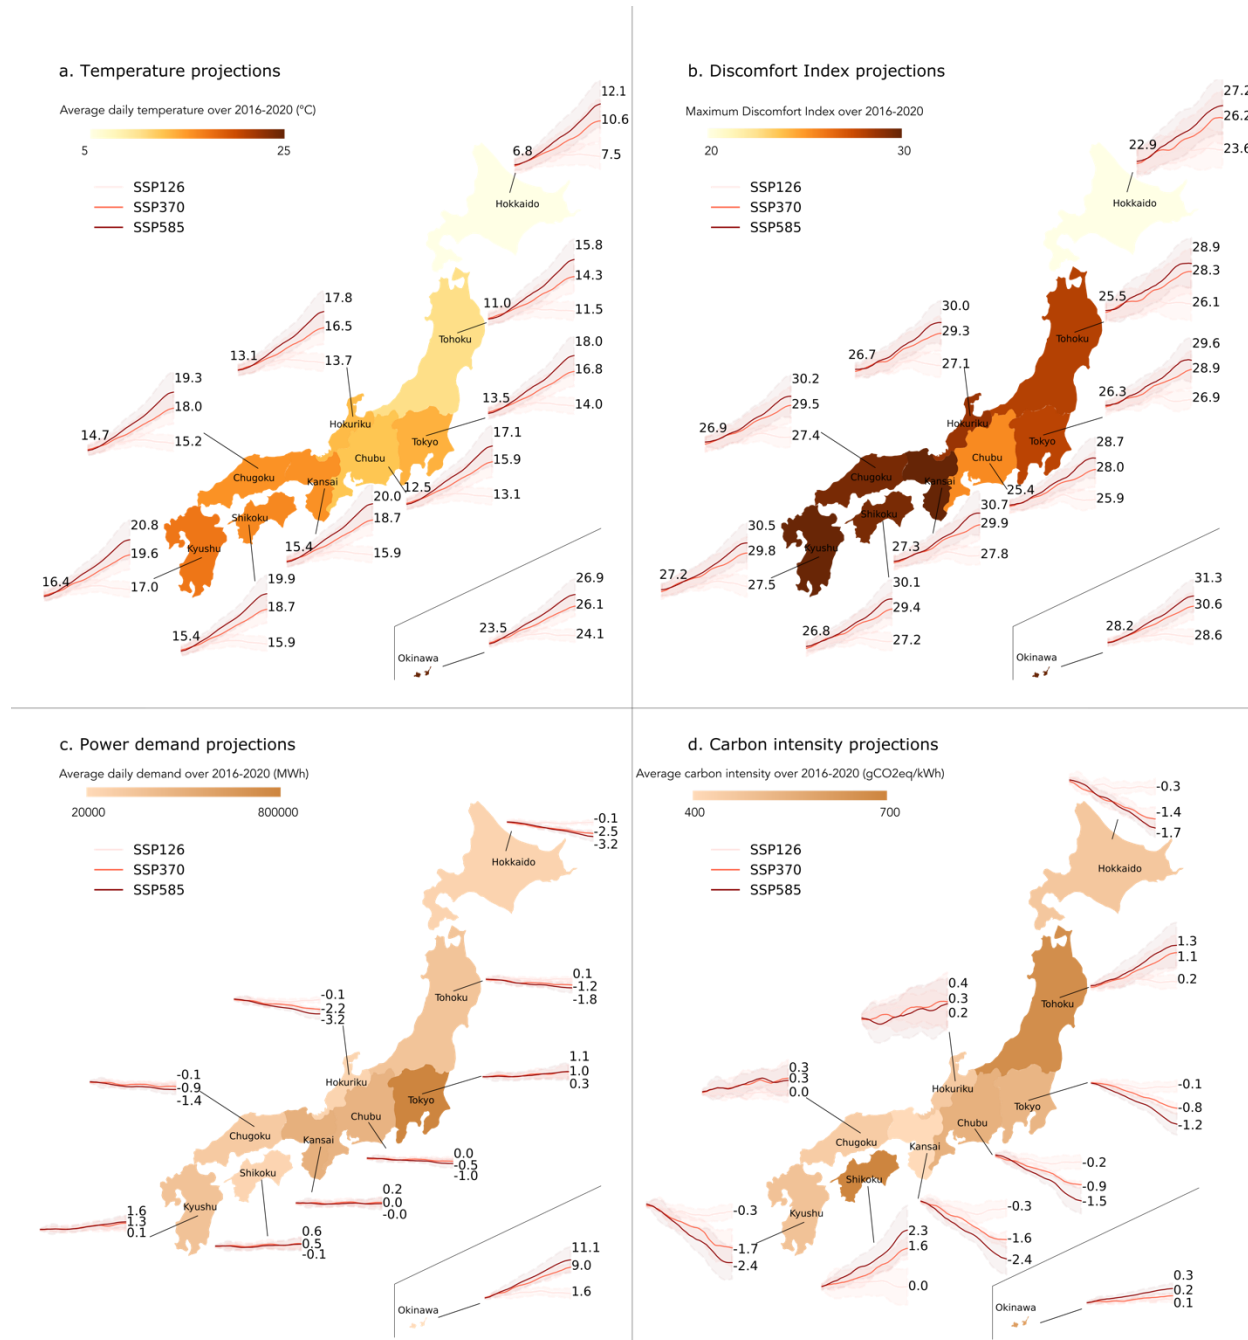 a. Temperature projections
Average daily temperature over 2016-2020 (°C)
5 25
SSP126
SSP370
SSP585
12.1
10.6
7.5
6.8
Hokkaido
15.8
14.3
11.5
11.0
Tohoku
17.8
16.5
13.7
13.1
Hokuriku
18.0
16.8
14.0
13.5
Tokyo
19.3
18.0
15.2
14.7
Chugoku
17.1
15.9
13.1
12.5
Chubu
20.0
18.7
15.9
15.4
Kansai
20.8
19.6
17.0
16.4
Kyushu
19.9
18.7
15.9
15.4
Shikoku
26.9
26.1
24.1
23.5
Okinawa
b. Discomfort Index projections
Maximum Discomfort Index over 2016-2020
20 30
SSP126
SSP370
SSP585
27.2
26.2
23.6
22.9
Hokkaido
28.9
28.3
26.1
25.5
Tohoku
30.0
29.3
27.1
26.7
Hokuriku
29.6
28.9
26.9
26.3
Tokyo
30.2
29.5
27.4
26.9
Chugoku
28.7
28.0
25.9
25.4
Chubu
30.7
29.9
27.8
27.3
Kansai
30.5
29.8
27.5
27.2
Kyushu
30.1
29.4
27.2
26.8
Shikoku
31.3
30.6
28.6
28.2
Okinawa
c. Power demand projections
Average daily demand over 2016-2020 (MWh)
20000 800000
SSP126
SSP370
SSP585
-0.1
-2.5
-3.2
Hokkaido
0.1
-1.2
-1.8
Tohoku
-0.1
-2.2
-3.2
Hokuriku
1.1
1.0
0.3
Tokyo
-0.1
-0.9
-1.4
Chugoku
0.0
-0.5
-1.0
Chubu
0.2
0.0
-0.0
Kansai
1.6
1.3
0.1
Kyushu
0.6
0.5
-0.1
Shikoku
11.1
9.0
1.6
Okinawa
d. Carbon intensity projections
Average carbon intensity over 2016-2020 (gCO2eq/kWh)
400 700
SSP126
SSP370
SSP585
-0.3
-1.4
-1.7
Hokkaido
1.3
1.1
0.2
Tohoku
0.4
0.3
0.2
Hokuriku
-0.1
-0.8
-1.2
Tokyo
0.3
0.3
0.0
Chugoku
-0.2
-0.9
-1.5
Chubu
-0.3
-1.6
-2.4
Kansai
-0.3
-1.7
-2.4
Kyushu
2.3
1.6
0.0
Shikoku
0.3
0.2
0.1
Okinawa